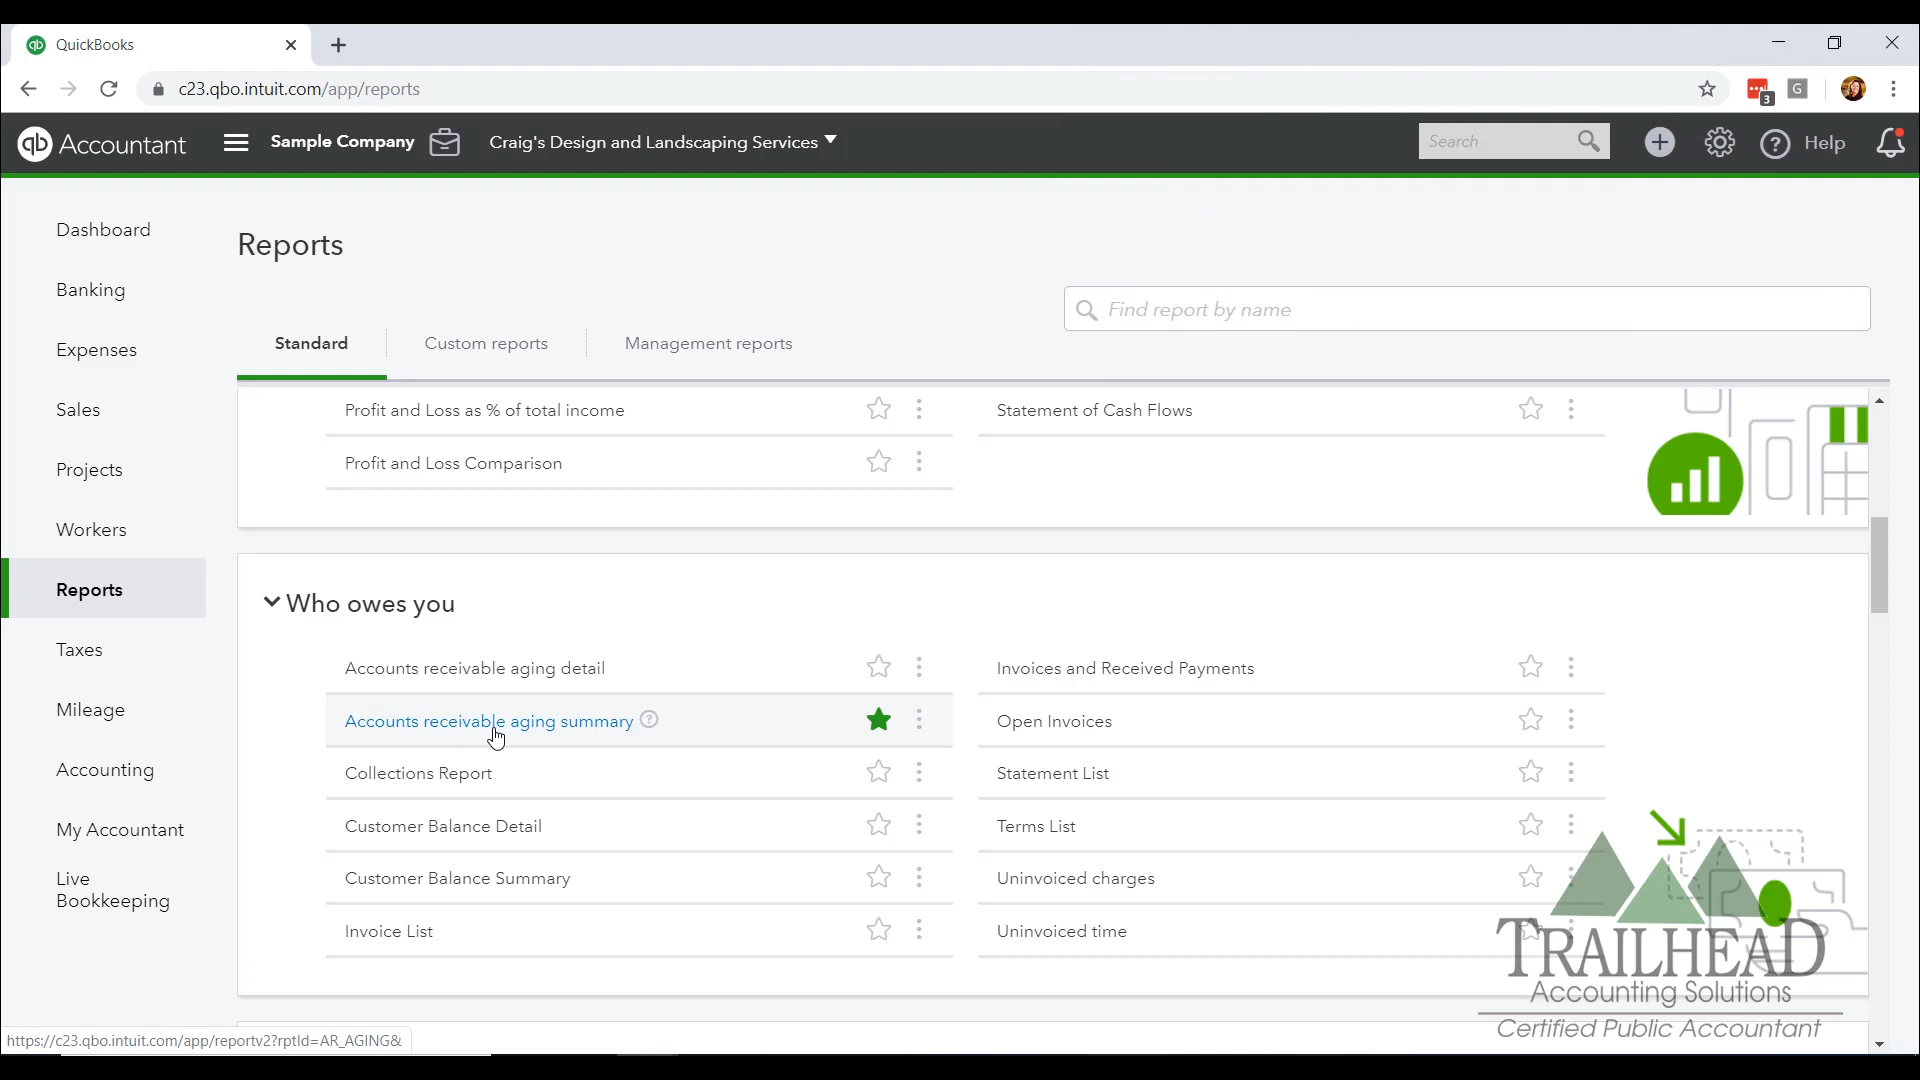 QuickBooks
c23.qbo.intuit.com/app/reports
3
G
qb Accountant
Sample Company
Craig's Design and Landscaping Services
Search
Help
Dashboard
Banking
Expenses
Sales
Projects
Workers
Reports
Taxes
Mileage
Accounting
My Accountant
Live
Bookkeeping
Reports
Find report by name
Standard
Custom reports
Management reports
Profit and Loss as % of total income
Statement of Cash Flows
Profit and Loss Comparison
Who owes you
Accounts receivable aging detail
Invoices and Received Payments
Accounts receivable aging summary
Open Invoices
Collections Report
Statement List
Customer Balance Detail
Terms List
Customer Balance Summary
Uninvoiced charges
Invoice List
Uninvoiced time
TRAILHEAD
Accounting Solutions
Certified Public Accountant
https://c23.qbo.intuit.com/app/reportv2?rptId=AR_AGING&